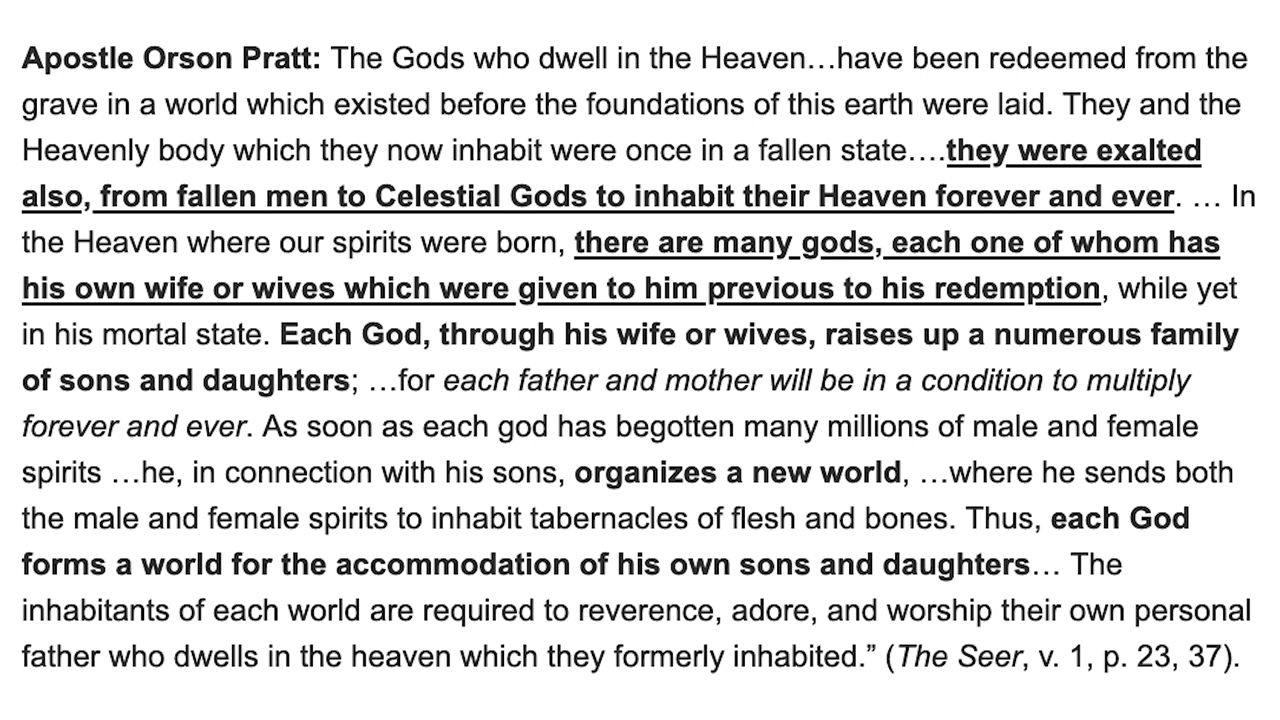 Apostle Orson Pratt: The Gods who dwell in the Heaven…have been redeemed from the
grave in a world which existed before the foundations of this earth were laid. They and the
Heavenly body which they now inhabit were once in a fallen state….they were exalted
also, from fallen men to Celestial Gods to inhabit their Heaven forever and ever. … In
the Heaven where our spirits were born, there are many gods, each one of whom has
his own wife or wives which were given to him previous to his redemption, while yet
in his mortal state. Each God, through his wife or wives, raises up a numerous family
of sons and daughters; …for each father and mother will be in a condition to multiply
forever and ever. As soon as each god has begotten many millions of male and female
spirits …he, in connection with his sons, organizes a new world, …where he sends both
the male and female spirits to inhabit tabernacles of flesh and bones. Thus, each God
forms a world for the accommodation of his own sons and daughters… The
inhabitants of each world are required to reverence, adore, and worship their own personal
father who dwells in the heaven which they formerly inhabited.” (The Seer, v. 1, p. 23, 37).